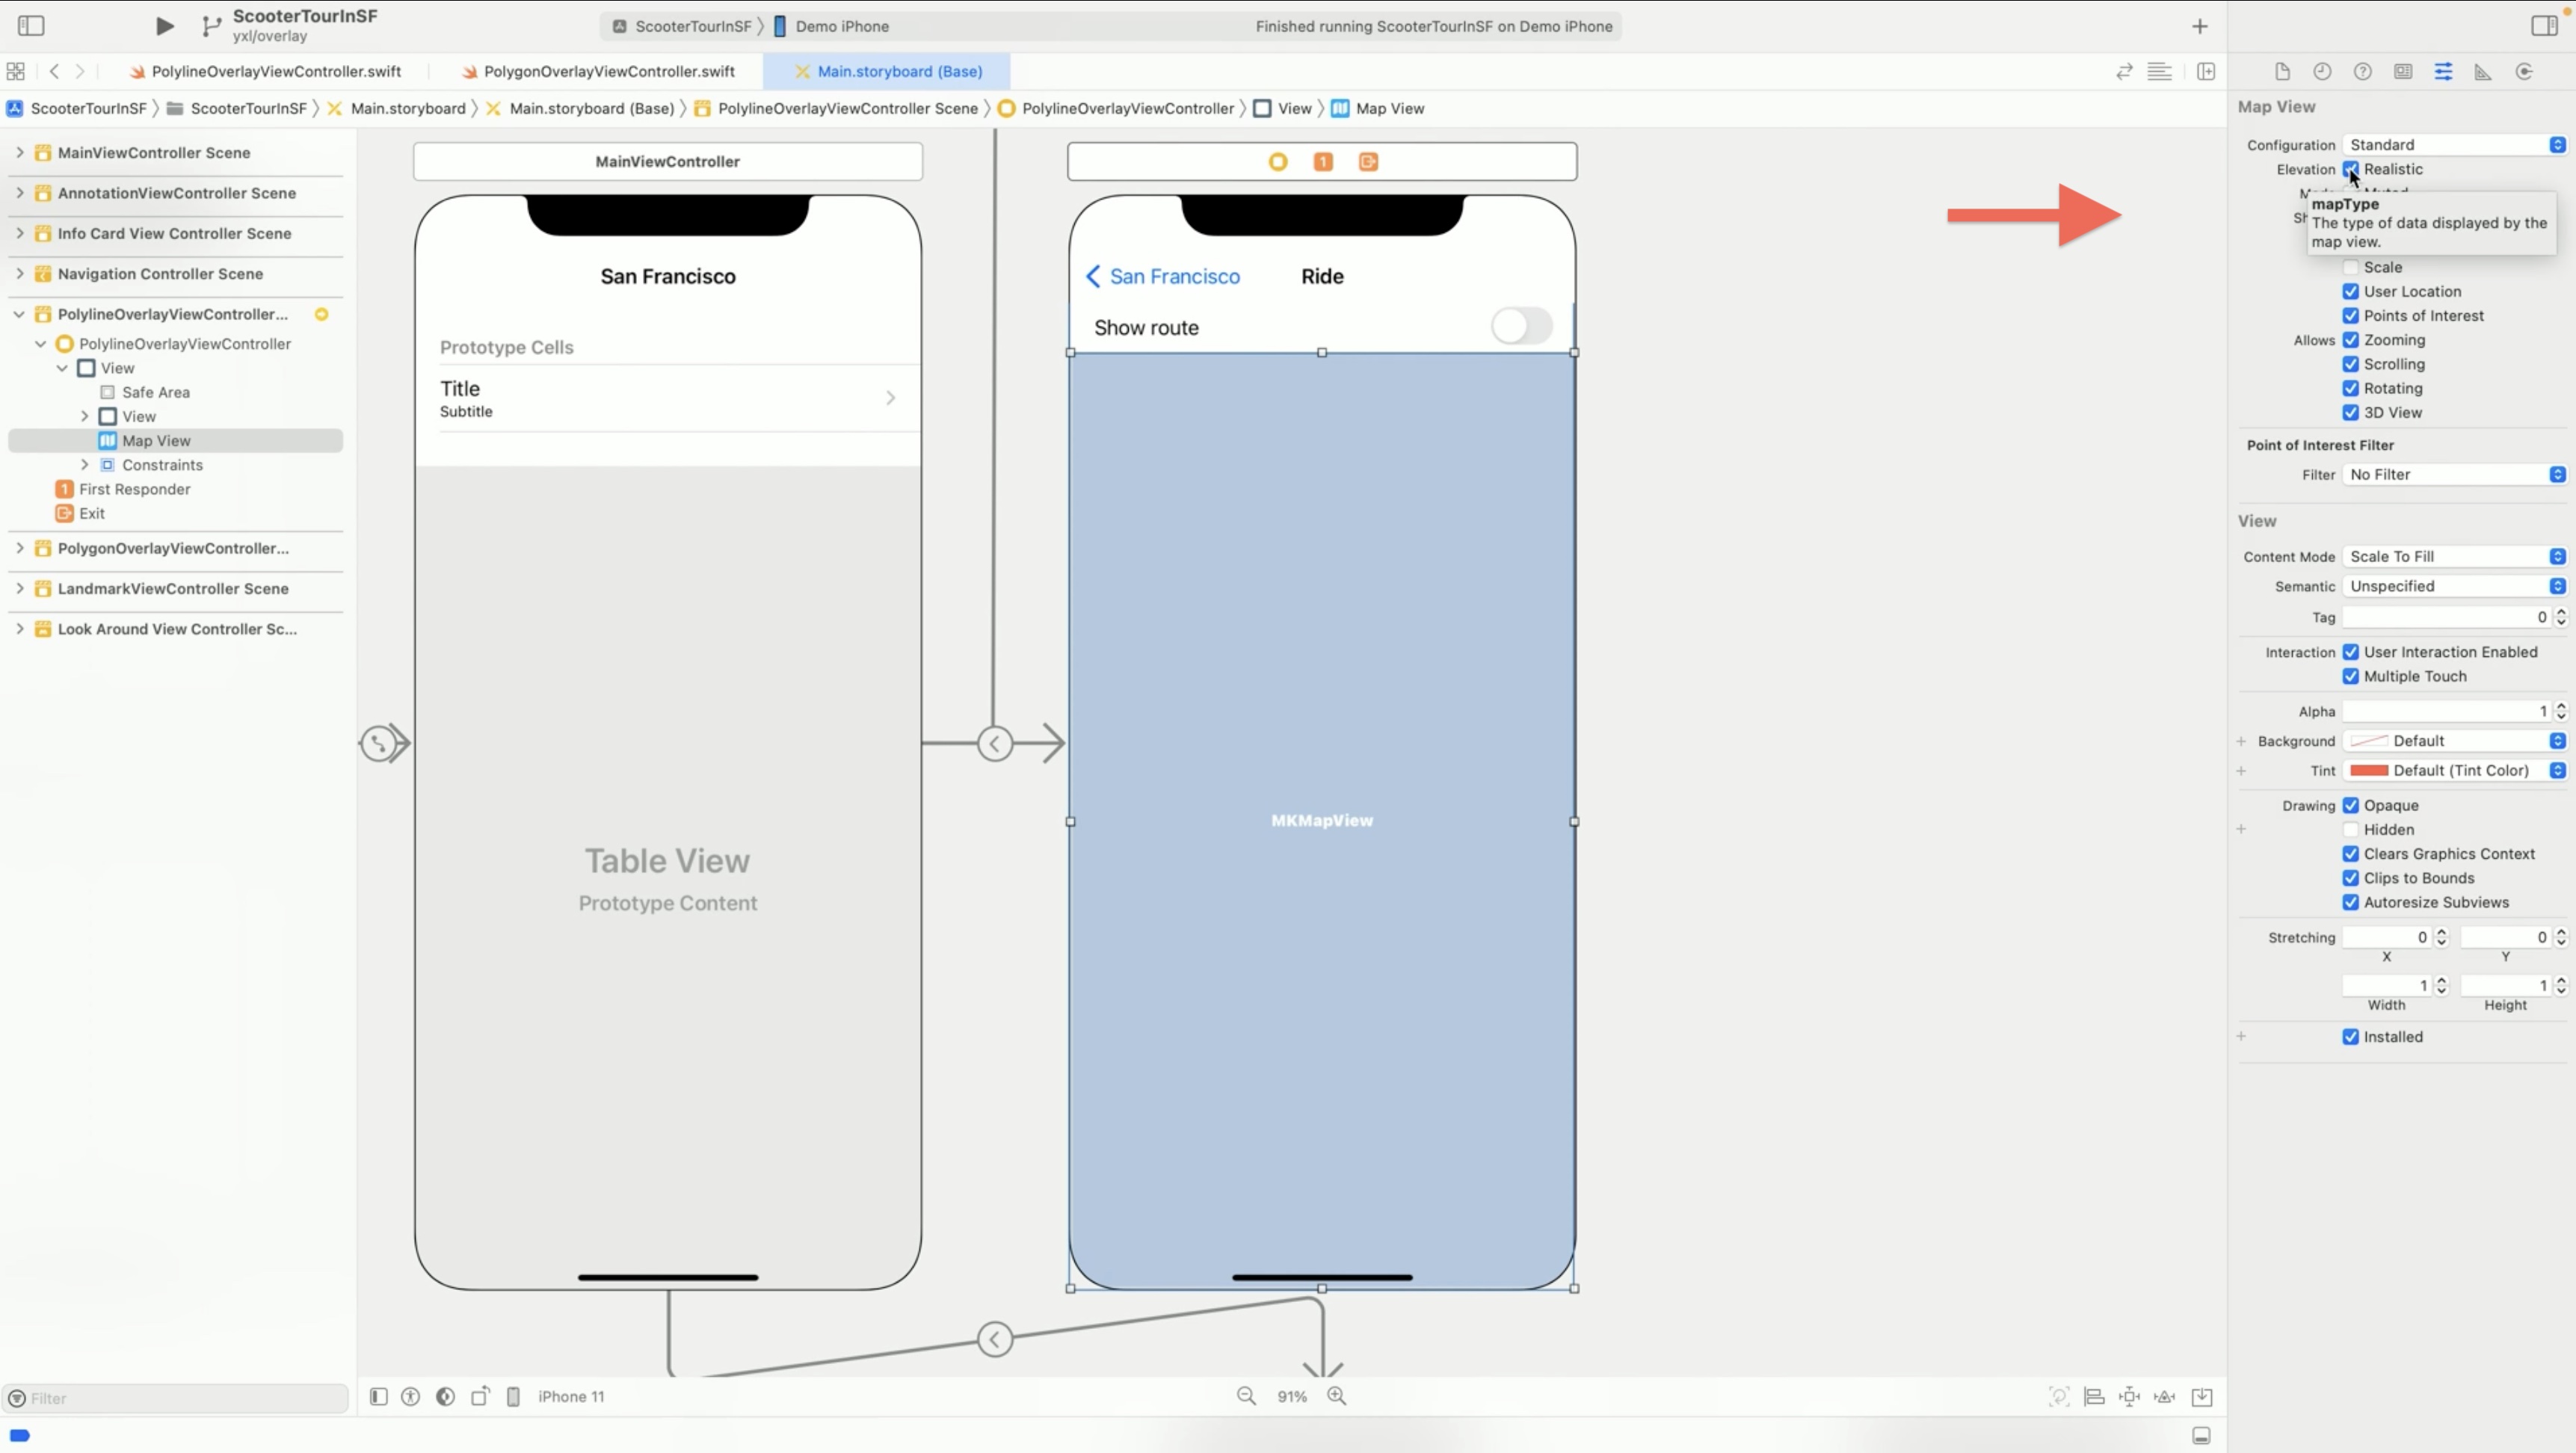 ScooterTourInSF
yxl/overlay
ScooterTourInSF
Demo iPhone
Finished running ScooterTourInSF on Demo iPhone
PolylineOverlayViewController.swift
PolygonOverlayViewController.swift
Main.storyboard (Base)
ScooterTourInSF
ScooterTourInSF
Main.storyboard
Main.storyboard (Base)
PolylineOverlayViewController Scene
PolylineOverlayViewController
View
Map View
MainViewController Scene
AnnotationViewController Scene
Info Card View Controller Scene
Navigation Controller Scene
PolylineOverlayViewController...
PolylineOverlayViewController
View
Safe Area
View
Map View
Constraints
1
First Responder
Exit
PolygonOverlayViewController...
LandmarkViewController Scene
Look Around View Controller Sc...
Filter
MainViewController
San Francisco
Prototype Cells
Title
Subtitle
Table View
Prototype Content
1
San Francisco
Ride
Show route
MKMapView
iPhone 11
91%
Map View
Configuration
Standard
Elevation
Realistic
mapType
The type of data displayed by the
map view.
Scale
User Location
Points of Interest
Allows
Zooming
Scrolling
Rotating
3D View
Point of Interest Filter
Filter
No Filter
View
Content Mode
Scale To Fill
Semantic
Unspecified
Tag
0
Interaction
User Interaction Enabled
Multiple Touch
Alpha
1
Background
Default
Tint
Default (Tint Color)
Drawing
Opaque
Hidden
Clears Graphics Context
Clips to Bounds
Autoresize Subviews
Stretching
0
0
X
Y
1
1
Width
Height
Installed